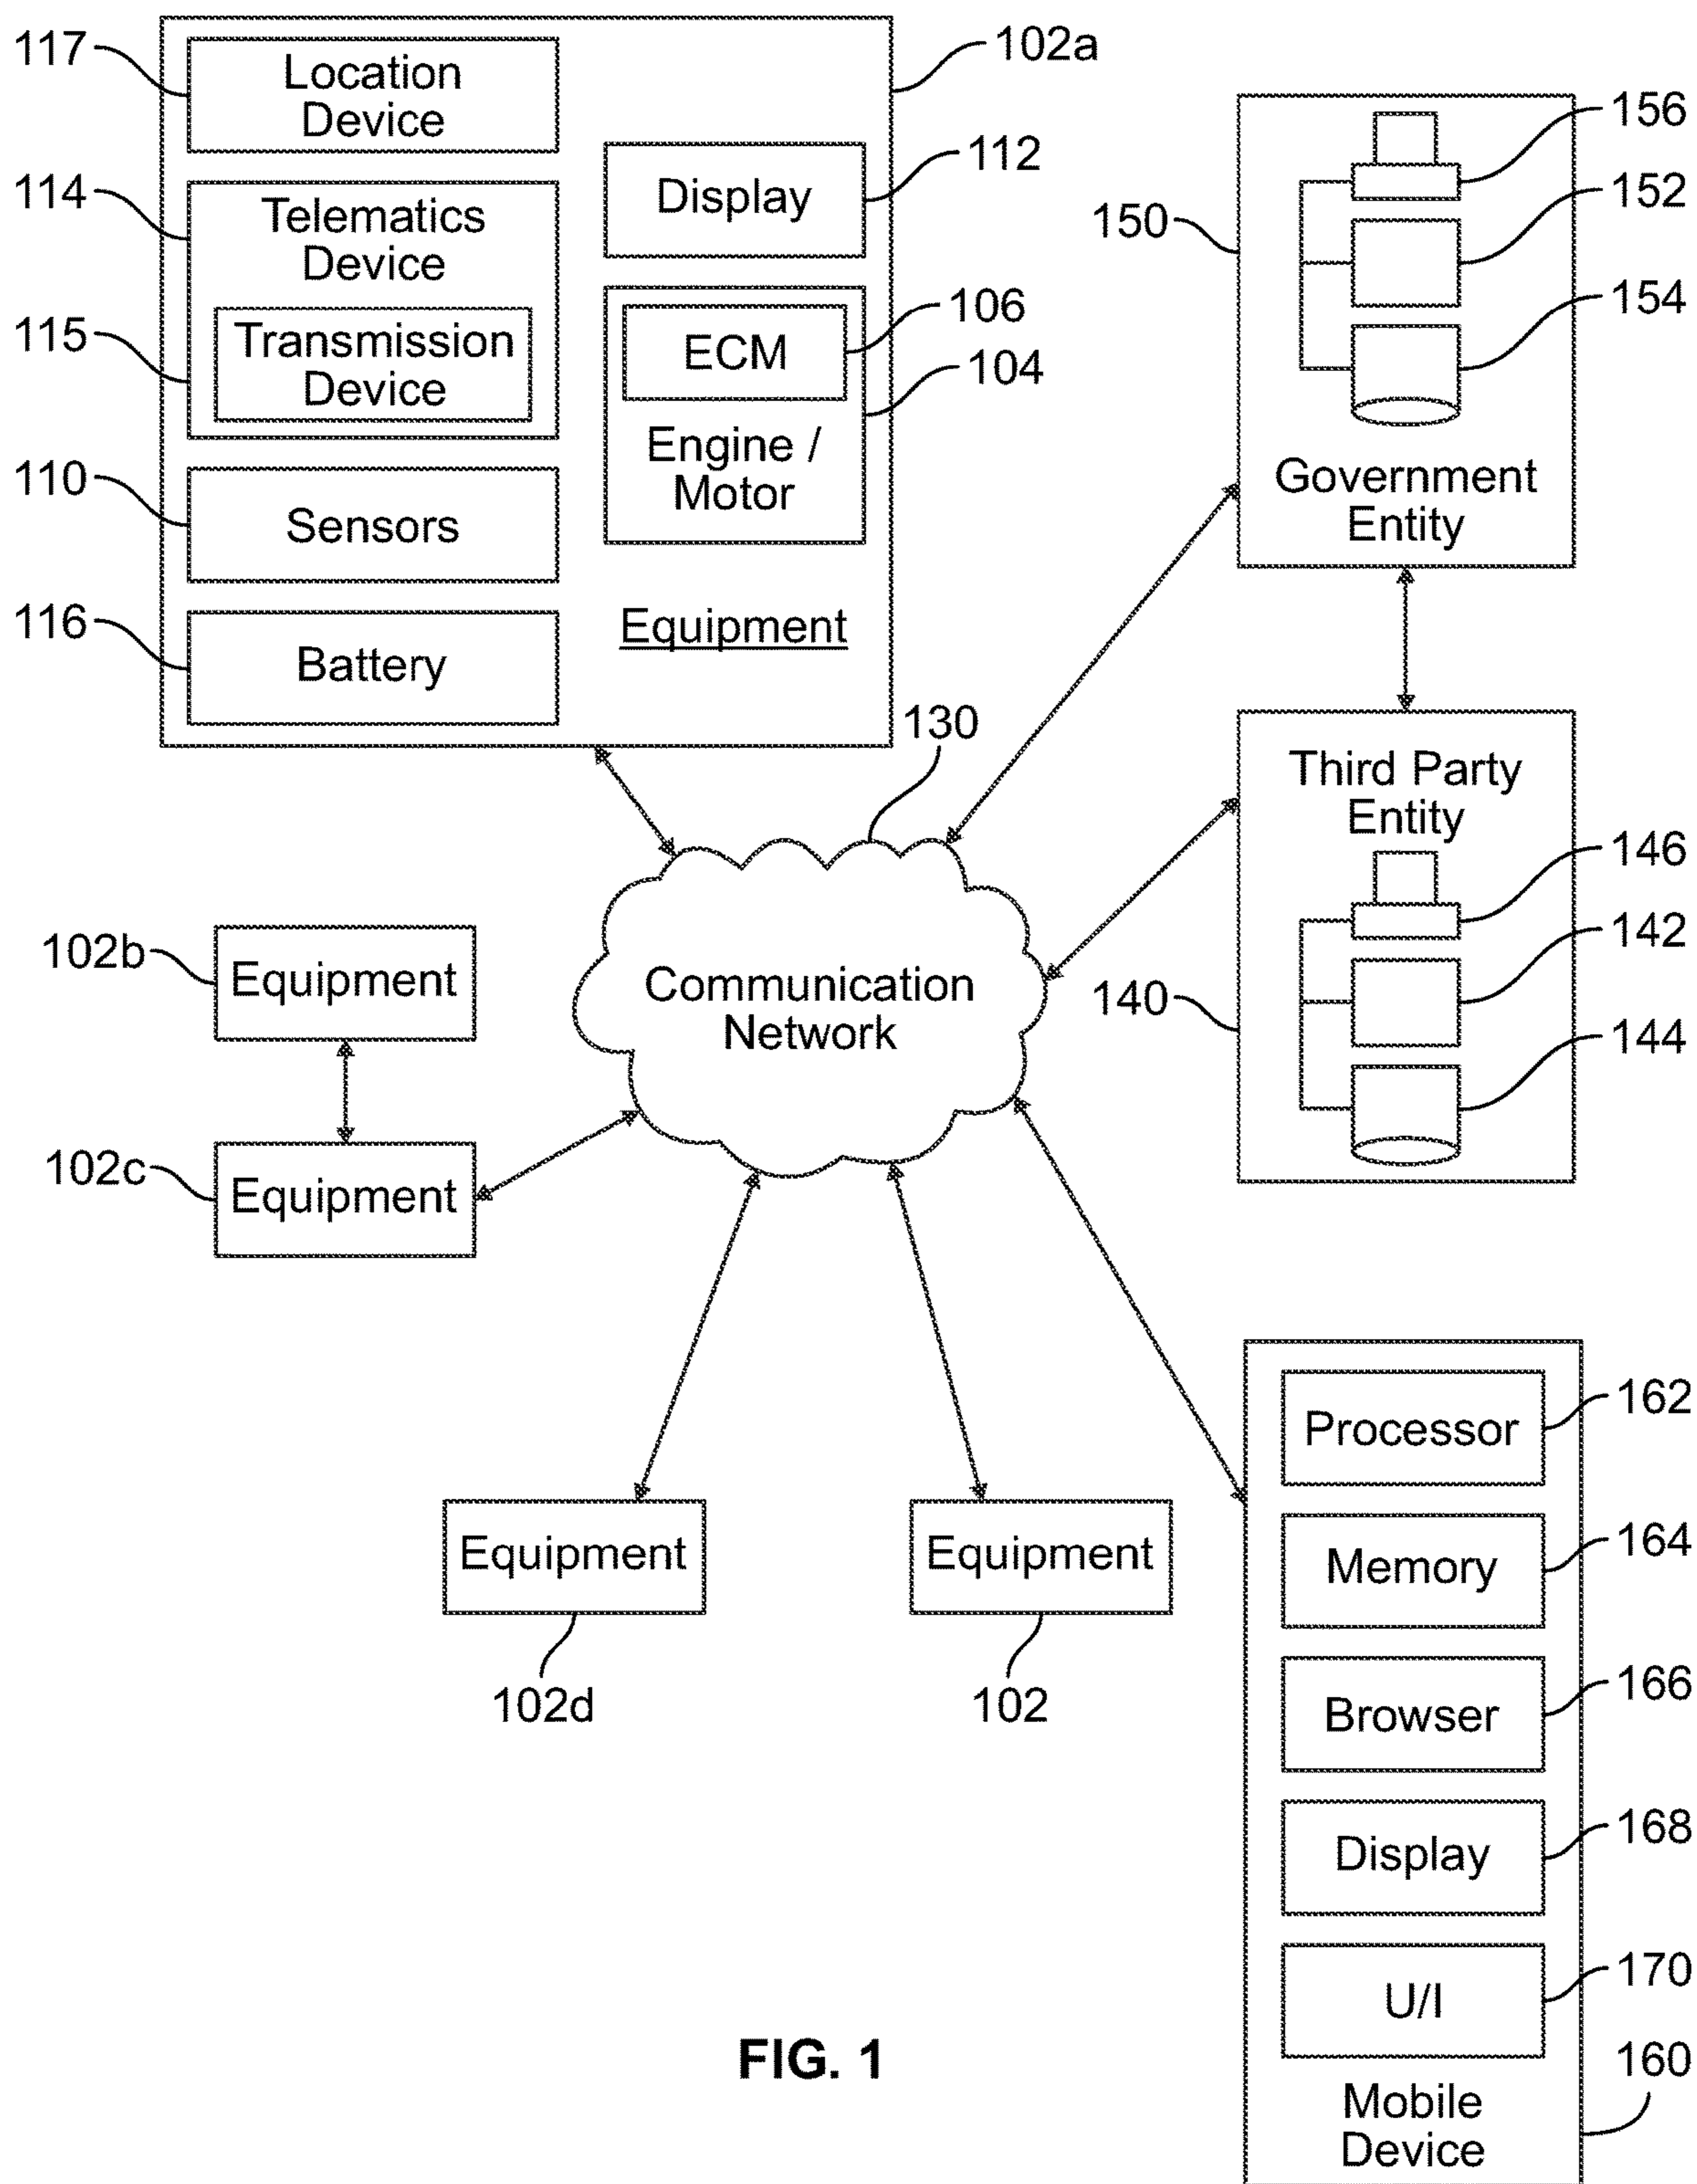 117
Location
Device
102a
114
Telematics
Device
Display
112
115
Transmission
Device
ECM
106
104
Engine /
Motor
110
Sensors
116
Battery
Equipment
156
150
152
154
Government
Entity
130
Third Party
Entity
146
142
140
144
Communication
Network
102b
Equipment
102c
Equipment
Equipment
102d
Equipment
102
Processor
162
Memory
164
Browser
166
Display
168
U/I
170
160
Mobile
Device
FIG. 1